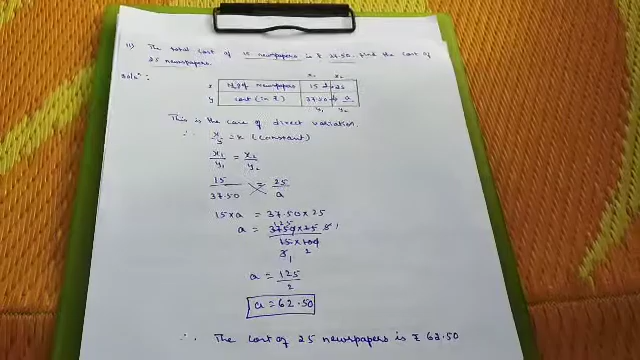 11) The total cost of 15 newspapers is ₹ 37.50. Find the cost of
25 newspapers.
Soln:
x1 x2
x No. of newspapers 15 25
y cost (in ₹) 37.50 a
y1 y2
This is the case of direct variation.
∴ x/y = k (constant)
x1/y1 = x2/y2
15/37.50 = 25/a
15 × a = 37.50 × 25
a = 3750 × 25 / 15 × 100
a = 125/2
a = 62.50
∴ The cost of 25 newspapers is ₹ 62.50